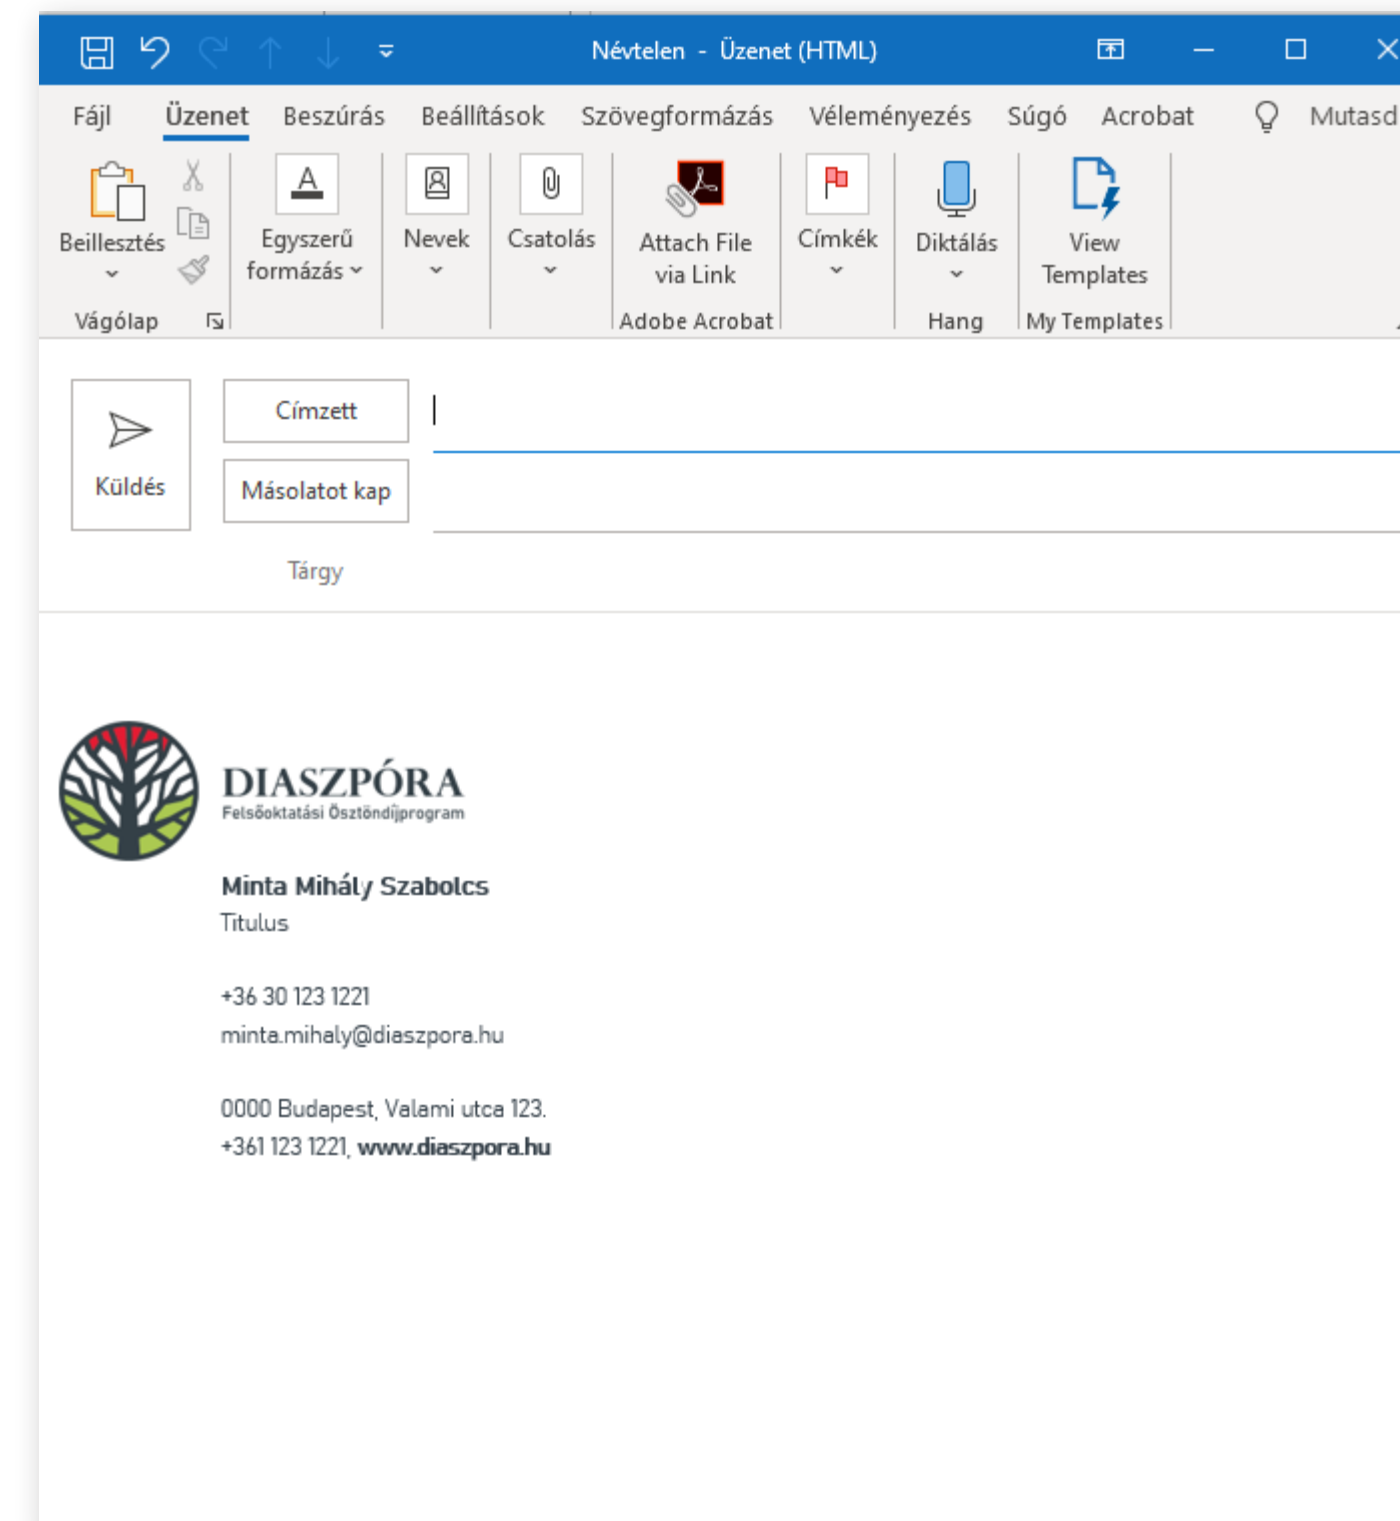 Névtelen - Üzenet (HTML)
Fájl Üzenet Beszúrás Beállítások Szövegformázás Véleményezés Súgó Acrobat Mutasd
Beillesztés
Egyszerű formázás
Nevek
Csatolás
Attach File via Link
Címkék
Diktálás
View Templates
Vágólap
Adobe Acrobat
Hang
My Templates
Küldés
Címzett
Másolatot kap
Tárgy
DIASZPÓRA
Felsőoktatási Ösztöndíjprogram
Minta Mihály Szabolcs
Titulus
+36 30 123 1221
minta.mihaly@diaszpora.hu
0000 Budapest, Valami utca 123.
+361 123 1221, www.diaszpora.hu